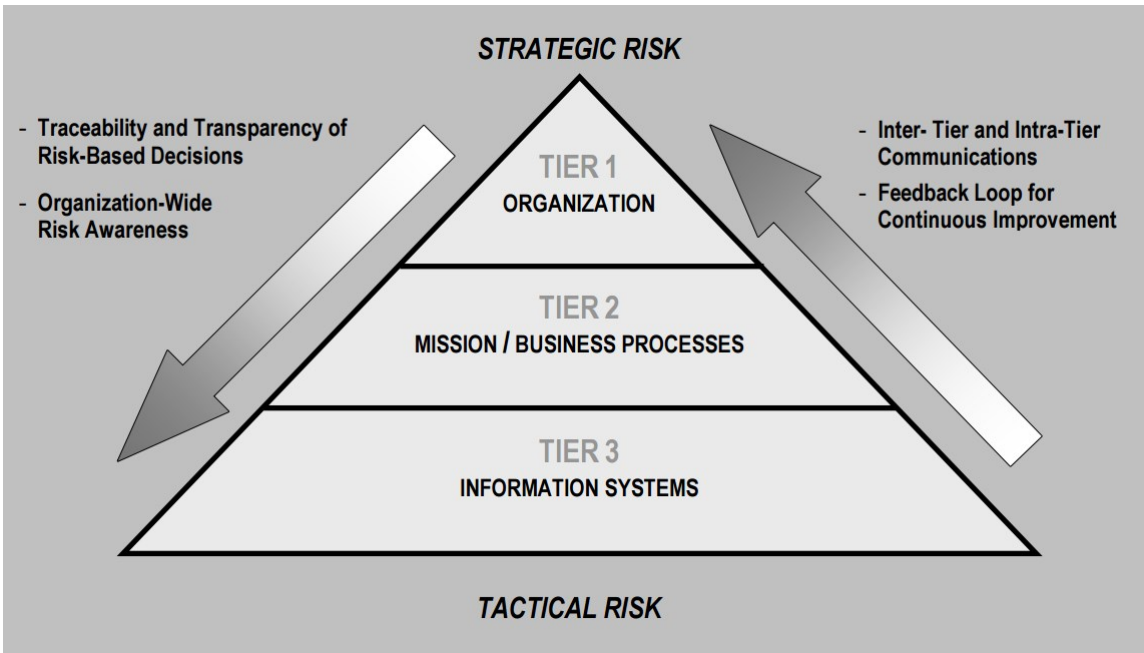 STRATEGIC RISK
- Traceability and Transparency of
Risk-Based Decisions
- Organization-Wide
Risk Awareness
- Inter- Tier and Intra-Tier
Communications
- Feedback Loop for
Continuous Improvement
TIER 1
ORGANIZATION
TIER 2
MISSION / BUSINESS PROCESSES
TIER 3
INFORMATION SYSTEMS
TACTICAL RISK